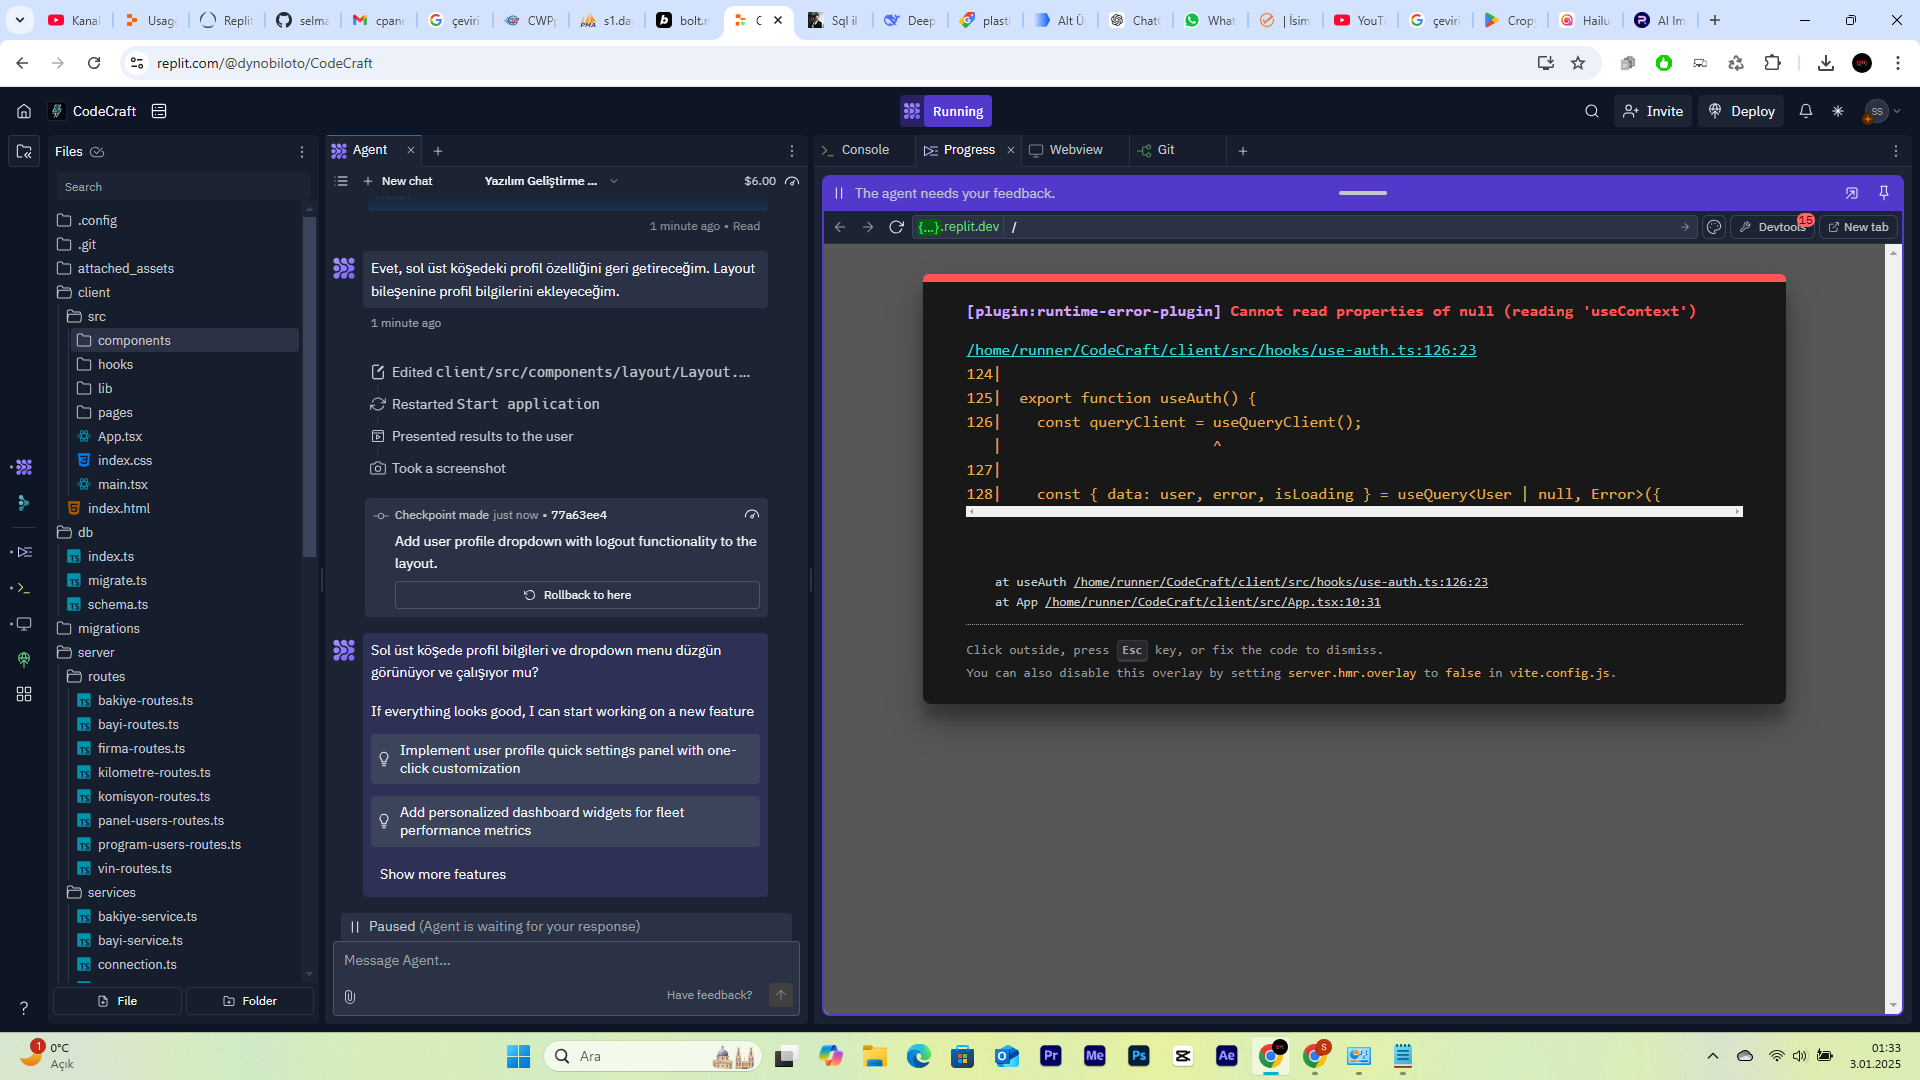 Kanal
Usage
Replit
selma
cpane
çeviri
CWPp
s1.da
bolt.n
C
Sql il
Deep
plasti
Alt Ü
ChatG
What
| İsim
YouTu
çeviri
Crop
Hailu
AI Im
replit.com/@dynobiloto/CodeCraft
CodeCraft
Running
Invite
Deploy
SS
Files
Search
.config
.git
attached_assets
client
src
components
hooks
lib
pages
App.tsx
index.css
main.tsx
index.html
db
index.ts
migrate.ts
schema.ts
migrations
server
routes
bakiye-routes.ts
bayi-routes.ts
firma-routes.ts
kilometre-routes.ts
komisyon-routes.ts
panel-users-routes.ts
program-users-routes.ts
vin-routes.ts
services
bakiye-service.ts
bayi-service.ts
connection.ts
File
Folder
Agent
New chat
Yazılım Geliştirme ...
$6.00
1 minute ago • Read
Evet, sol üst köşedeki profil özelliğini geri getireceğim. Layout
bileşenine profil bilgilerini ekleyeceğim.
1 minute ago
Edited client/src/components/layout/Layout.…
Restarted Start application
Presented results to the user
Took a screenshot
Checkpoint made just now • 77a63ee4
Add user profile dropdown with logout functionality to the
layout.
Rollback to here
Sol üst köşede profil bilgileri ve dropdown menu düzgün
görünüyor ve çalışıyor mu?
If everything looks good, I can start working on a new feature
Implement user profile quick settings panel with one-
click customization
Add personalized dashboard widgets for fleet
performance metrics
Show more features
Paused (Agent is waiting for your response)
Message Agent...
Have feedback?
Console
Progress
Webview
Git
The agent needs your feedback.
{...}.replit.dev
/
Devtools
15
New tab
[plugin:runtime-error-plugin] Cannot read properties of null (reading 'useContext')
/home/runner/CodeCraft/client/src/hooks/use-auth.ts:126:23
124|
125|  export function useAuth() {
126|    const queryClient = useQueryClient();
|                        ^
127|
128|    const { data: user, error, isLoading } = useQuery<User | null, Error>({
at useAuth /home/runner/CodeCraft/client/src/hooks/use-auth.ts:126:23
at App /home/runner/CodeCraft/client/src/App.tsx:10:31
Click outside, press Esc key, or fix the code to dismiss.
You can also disable this overlay by setting server.hmr.overlay to false in vite.config.js.
1
0°C
Açık
Ara
Pr
Me
Ps
Ae
S
01:33
3.01.2025